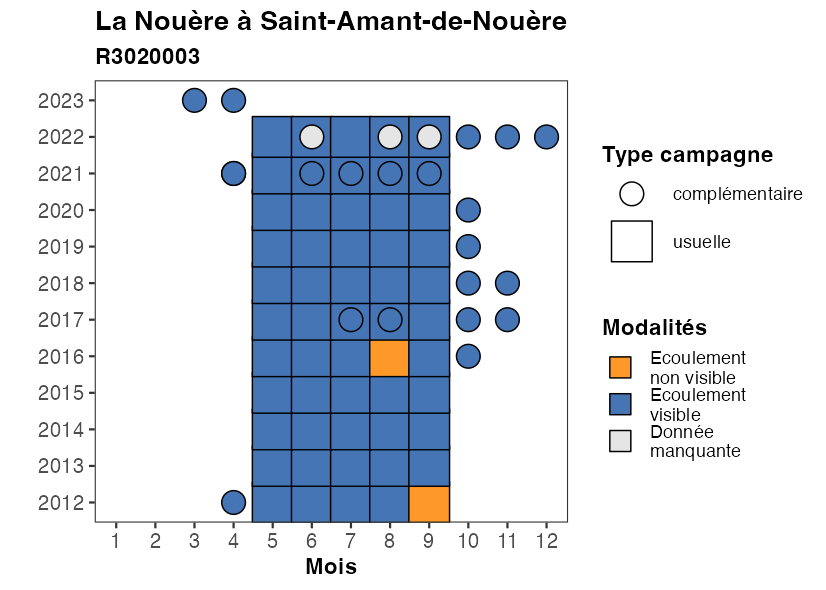 La Nouère à Saint-Amant-de-Nouère
R3020003
2023
2022
2021
2020
2019
2018
2017
2016
2015
2014
2013
2012
1 2 3 4 5 6 7 8 9 10 11 12
Mois
Type campagne
complémentaire
usuelle
Modalités
Ecoulement
non visible
Ecoulement
visible
Donnée
manquante